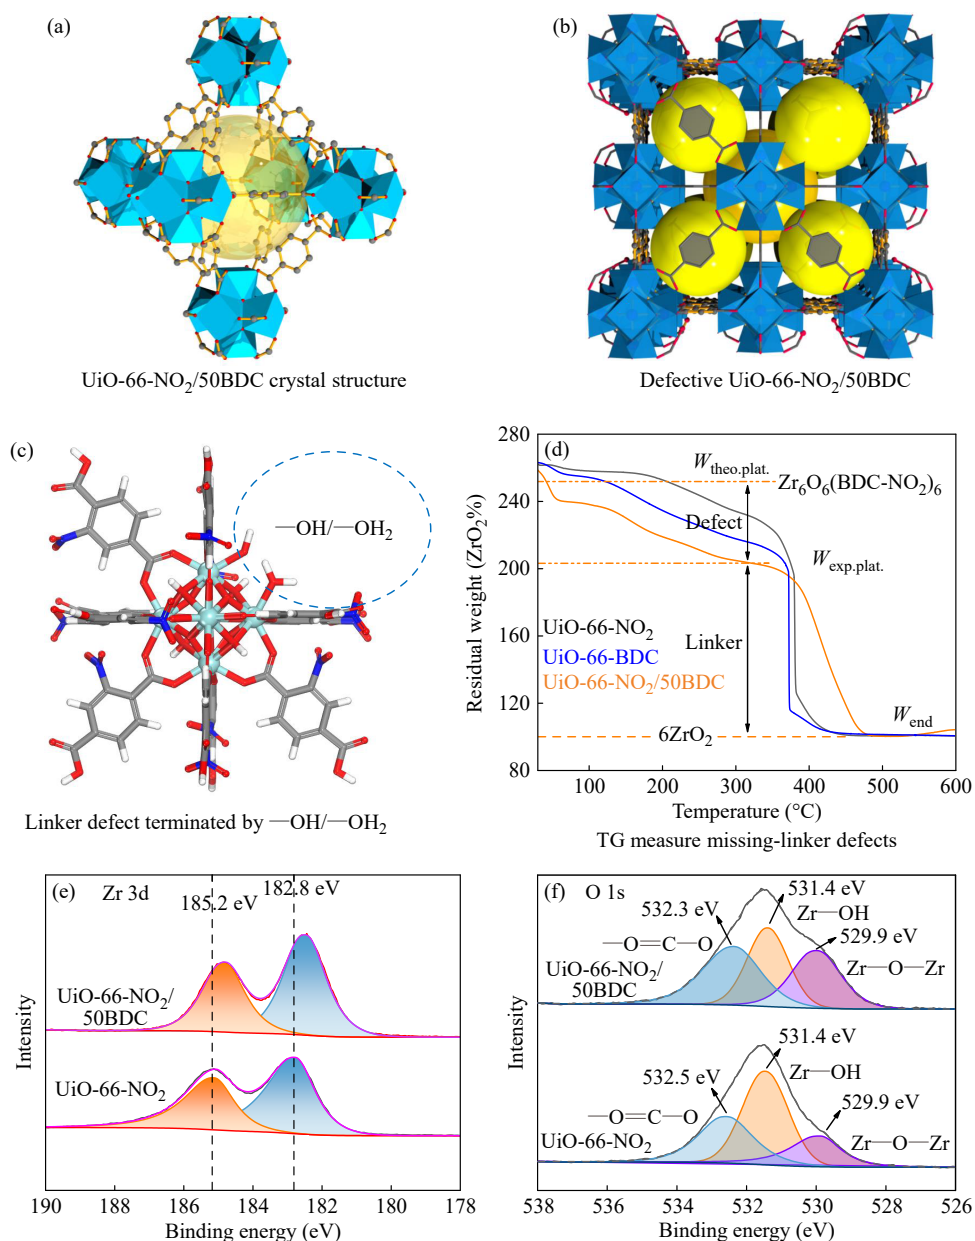 (a)
UiO-66-NO₂/50BDC crystal structure
(b)
Defective UiO-66-NO₂/50BDC
(c)
—OH/—OH₂
Linker defect terminated by —OH/—OH₂
(d)
Residual weight (ZrO₂%)
280
260
200
160
120
80
W theo.plat.
Zr₆O₆(BDC-NO₂)₆
Defect
W exp.plat.
UiO-66-NO₂
Linker
UiO-66-BDC
UiO-66-NO₂/50BDC
W end
6ZrO₂
100 200 300 400 500 600
Temperature (°C)
TG measure missing-linker defects
(e)
Zr 3d
185.2 eV
182.8 eV
UiO-66-NO₂/
50BDC
UiO-66-NO₂
Intensity
190 188 186 184 182 180 178
Binding energy (eV)
(f)
O 1s
532.3 eV
531.4 eV
Zr—OH
529.9 eV
—O=C—O
Zr—O—Zr
UiO-66-NO₂/
50BDC
531.4 eV
532.5 eV
Zr—OH
529.9 eV
—O=C—O
Zr—O—Zr
UiO-66-NO₂
Intensity
538 536 534 532 530 528 526
Binding energy (eV)